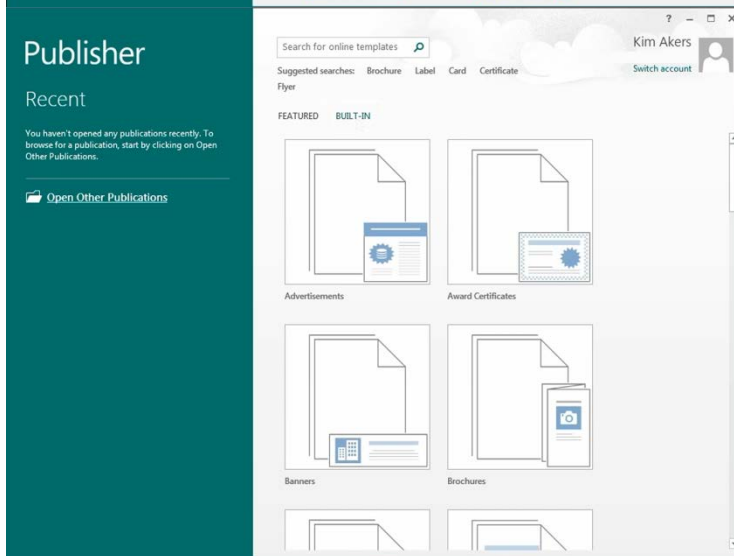 Publisher
Recent
You haven't opened any publications recently. To
browse for a publication, start by clicking on Open
Other Publications.
Open Other Publications
?
Kim Akers
Switch account
Search for online templates
Suggested searches: Brochure Label Card Certificate
Flyer
FEATURED BUILT-IN
Advertisements Award Certificates
Banners Brochures